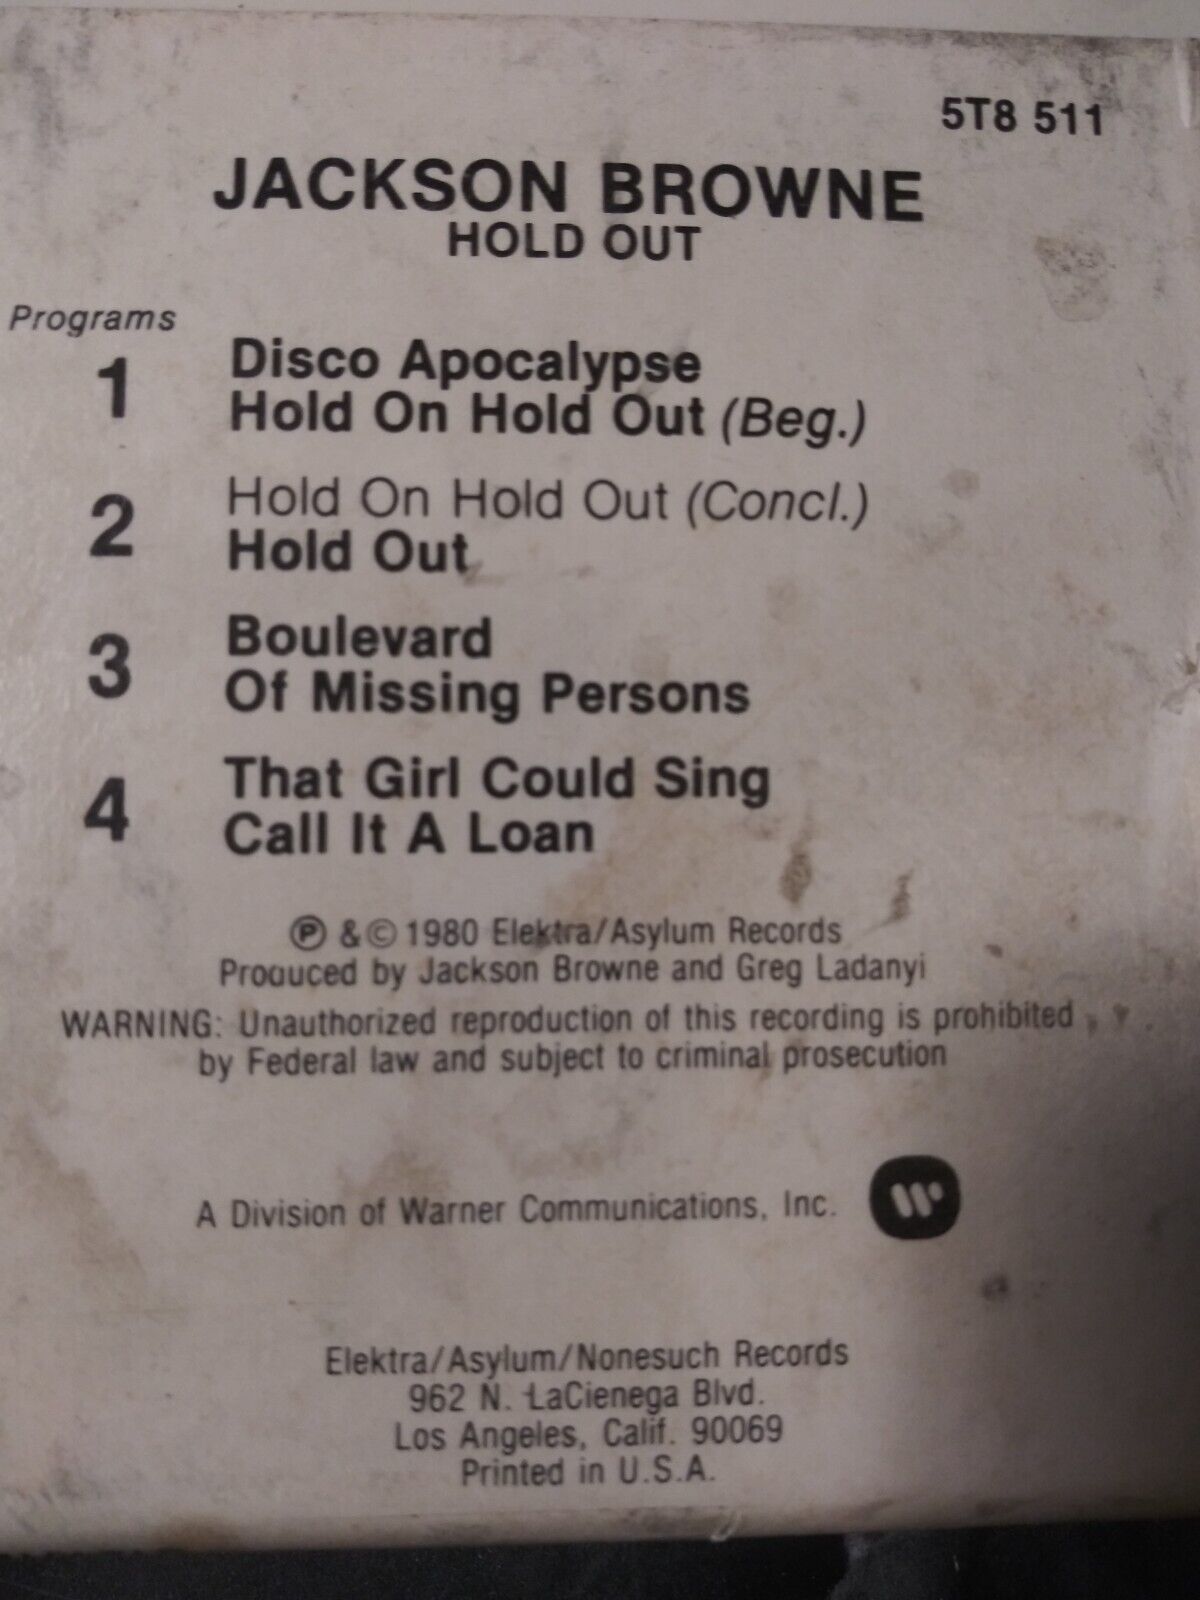 5T8 511
JACKSON BROWNE
HOLD OUT
Programs
1 Disco Apocalypse
Hold On Hold Out (Beg.)
2 Hold On Hold Out (Concl.)
Hold Out
3 Boulevard
Of Missing Persons
4 That Girl Could Sing
Call It A Loan
℗ & © 1980 Elektra/Asylum Records
Produced by Jackson Browne and Greg Ladanyi
WARNING: Unauthorized reproduction of this recording is prohibited
by Federal law and subject to criminal prosecution
A Division of Warner Communications, Inc.
Elektra/Asylum/Nonesuch Records
962 N. LaCienega Blvd.
Los Angeles, Calif. 90069
Printed in U.S.A.